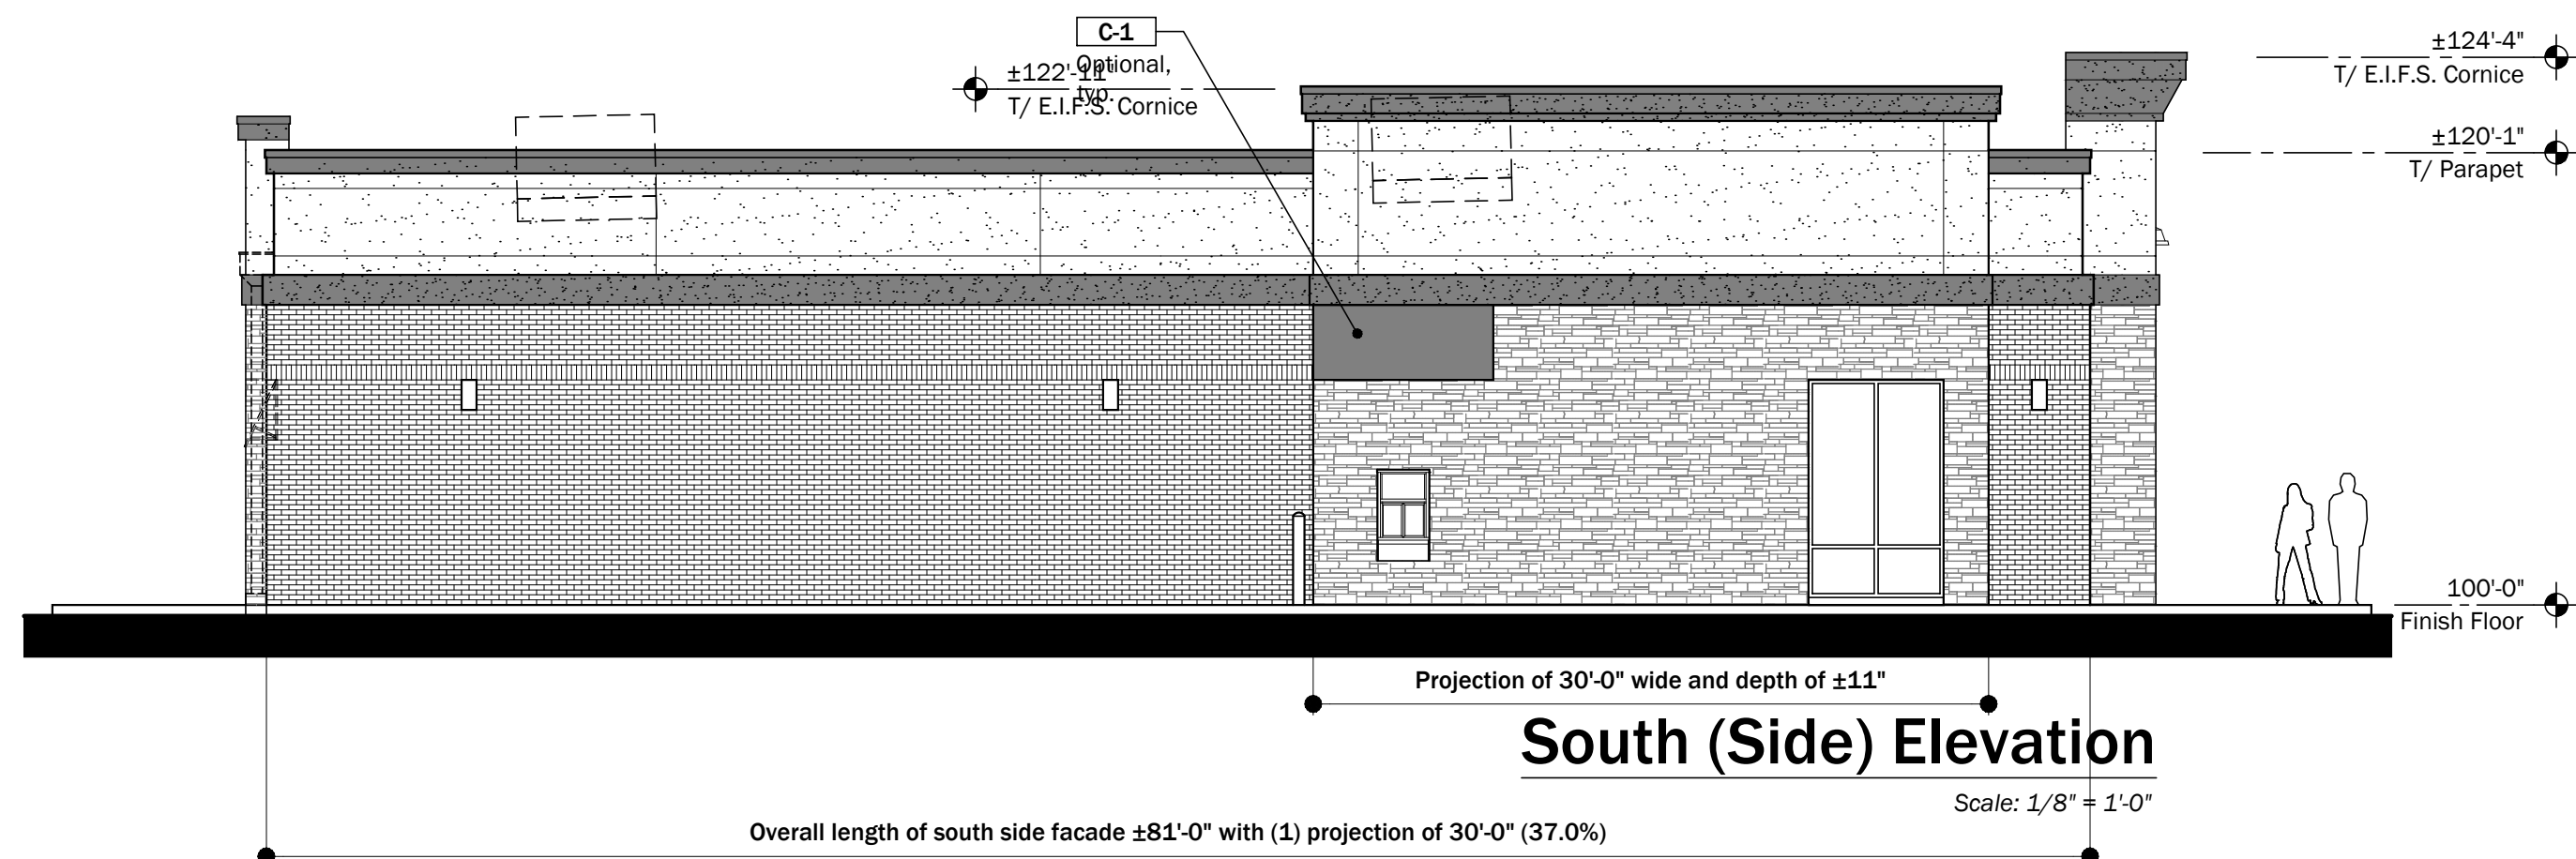 C-1
Optional,
typ.
±122'-11"
T/ E.I.F.S. Cornice
±124'-4"
T/ E.I.F.S. Cornice
±120'-1"
T/ Parapet
100'-0"
Finish Floor
Projection of 30'-0" wide and depth of ±11"
South (Side) Elevation
Scale: 1/8" = 1'-0"
Overall length of south side facade ±81'-0" with (1) projection of 30'-0" (37.0%)